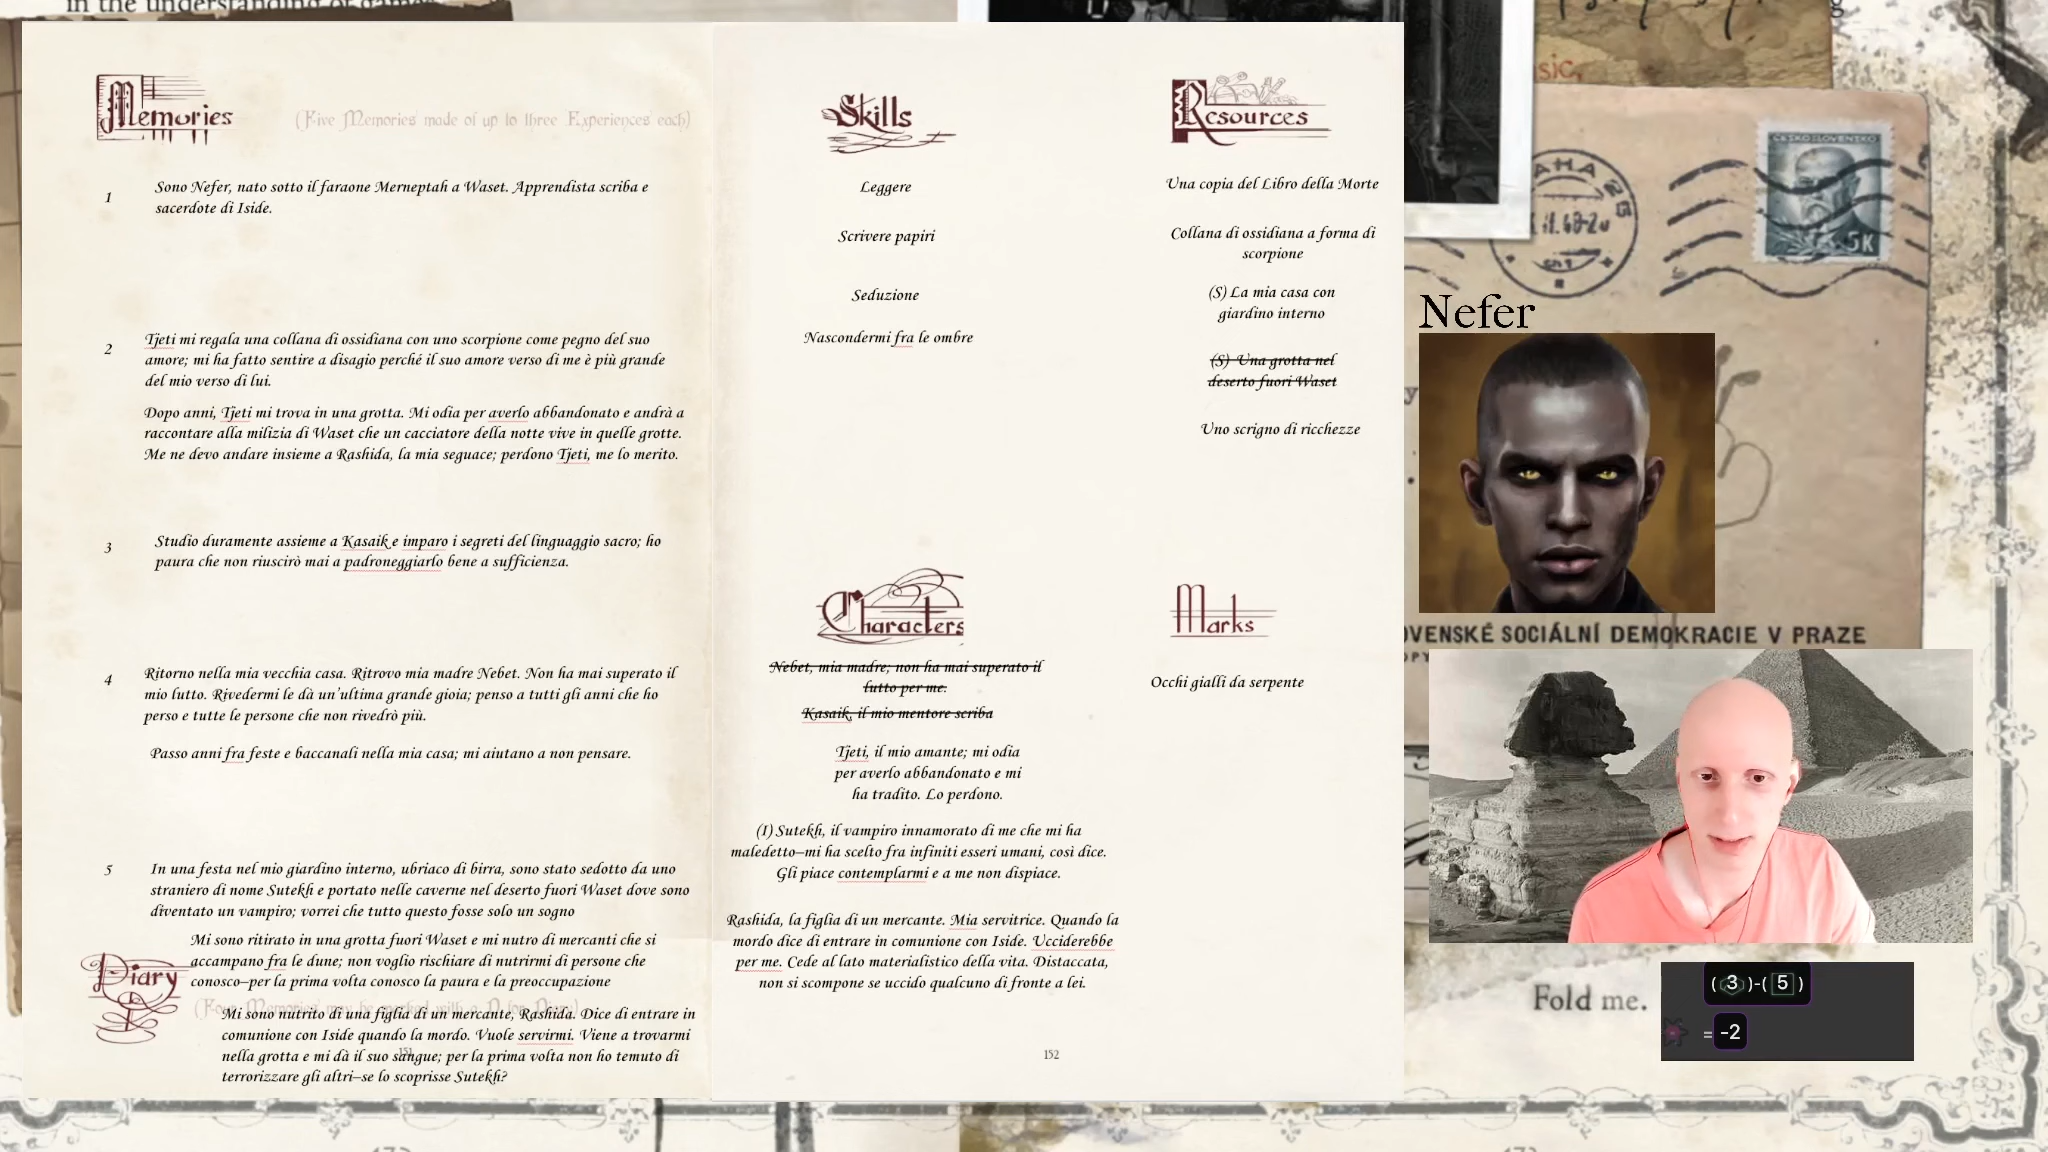 in the understanding of games
Memories
(Five Memories made of up to three Experiences each)
1
Sono Nefer, nato sotto il faraone Merneptah a Waset. Apprendista scriba e
sacerdote di Iside.
2
Tjeti mi regala una collana di ossidiana con uno scorpione come pegno del suo
amore; mi ha fatto sentire a disagio perché il suo amore verso di me è più grande
del mio verso di lui.
Dopo anni, Tjeti mi trova in una grotta. Mi odia per averlo abbandonato e andrà a
raccontare alla milizia di Waset che un cacciatore della notte vive in quelle grotte.
Me ne devo andare insieme a Rashida, la mia seguace; perdono Tjeti, me lo merito.
3
Studio duramente assieme a Kasaik e imparo i segreti del linguaggio sacro; ho
paura che non riuscirò mai a padroneggiarlo bene a sufficienza.
4
Ritorno nella mia vecchia casa. Ritrovo mia madre Nebet. Non ha mai superato il
mio lutto. Rivedermi le dà un'ultima grande gioia; penso a tutti gli anni che ho
perso e tutte le persone che non rivedrò più.
Passo anni fra feste e baccanali nella mia casa; mi aiutano a non pensare.
5
In una festa nel mio giardino interno, ubriaco di birra, sono stato sedotto da uno
straniero di nome Sutekh e portato nelle caverne nel deserto fuori Waset dove sono
diventato un vampiro; vorrei che tutto questo fosse solo un sogno
Mi sono ritirato in una grotta fuori Waset e mi nutro di mercanti che si
accampano fra le dune; non voglio rischiare di nutrirmi di persone che
conosco–per la prima volta conosco la paura e la preoccupazione
Diary
(Four Memories may be marked with a D for Diary)
Mi sono nutrito di una figlia di un mercante, Rashida. Dice di entrare in
comunione con Iside quando la mordo. Vuole servirmi. Viene a trovarmi
nella grotta e mi dà il suo sangue; per la prima volta non ho temuto di
terrorizzare gli altri–se lo scoprisse Sutekh?
151
Skills
Leggere
Scrivere papiri
Seduzione
Nascondermi fra le ombre
Resources
Una copia del Libro della Morte
Collana di ossidiana a forma di
scorpione
(S) La mia casa con
giardino interno
(S) Una grotta nel
deserto fuori Waset
Uno scrigno di ricchezze
Characters
Nebet, mia madre; non ha mai superato il
lutto per me.
Kasaik, il mio mentore scriba
Tjeti, il mio amante; mi odia
per averlo abbandonato e mi
ha tradito. Lo perdono.
(I) Sutekh, il vampiro innamorato di me che mi ha
maledetto–mi ha scelto fra infiniti esseri umani, così dice.
Gli piace contemplarmi e a me non dispiace.
Rashida, la figlia di un mercante. Mia servitrice. Quando la
mordo dice di entrare in comunione con Iside. Ucciderebbe
per me. Cede al lato materialistico della vita. Distaccata,
non si scompone se uccido qualcuno di fronte a lei.
Marks
Occhi gialli da serpente
152
sic,
ČESKOSLOVENSKO
5K
Nefer
OVENSKÉ SOCIÁLNÍ DEMOKRACIE V PRAZE
Fold me.
(3)-(5)
=-2